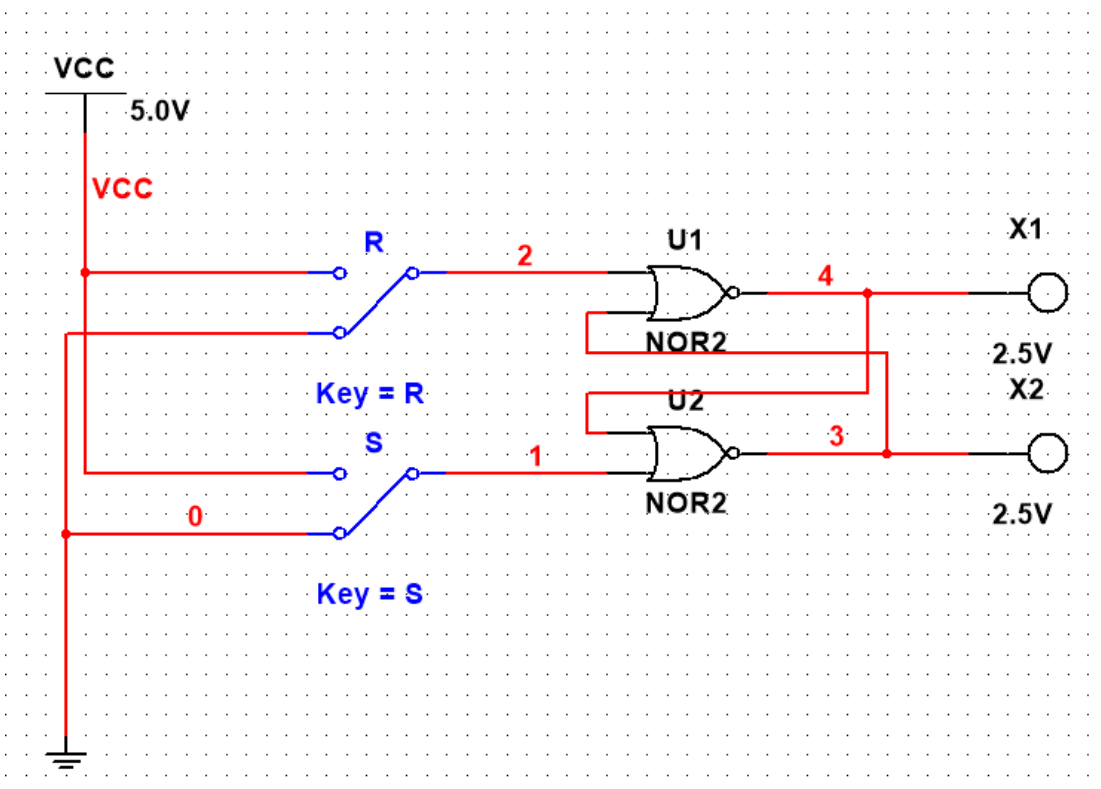 VCC
5.0V
VCC
R
2
U1
4
X1
NOR2
2.5V
Key = R
U2
X2
S
1
3
0
NOR2
2.5V
Key = S